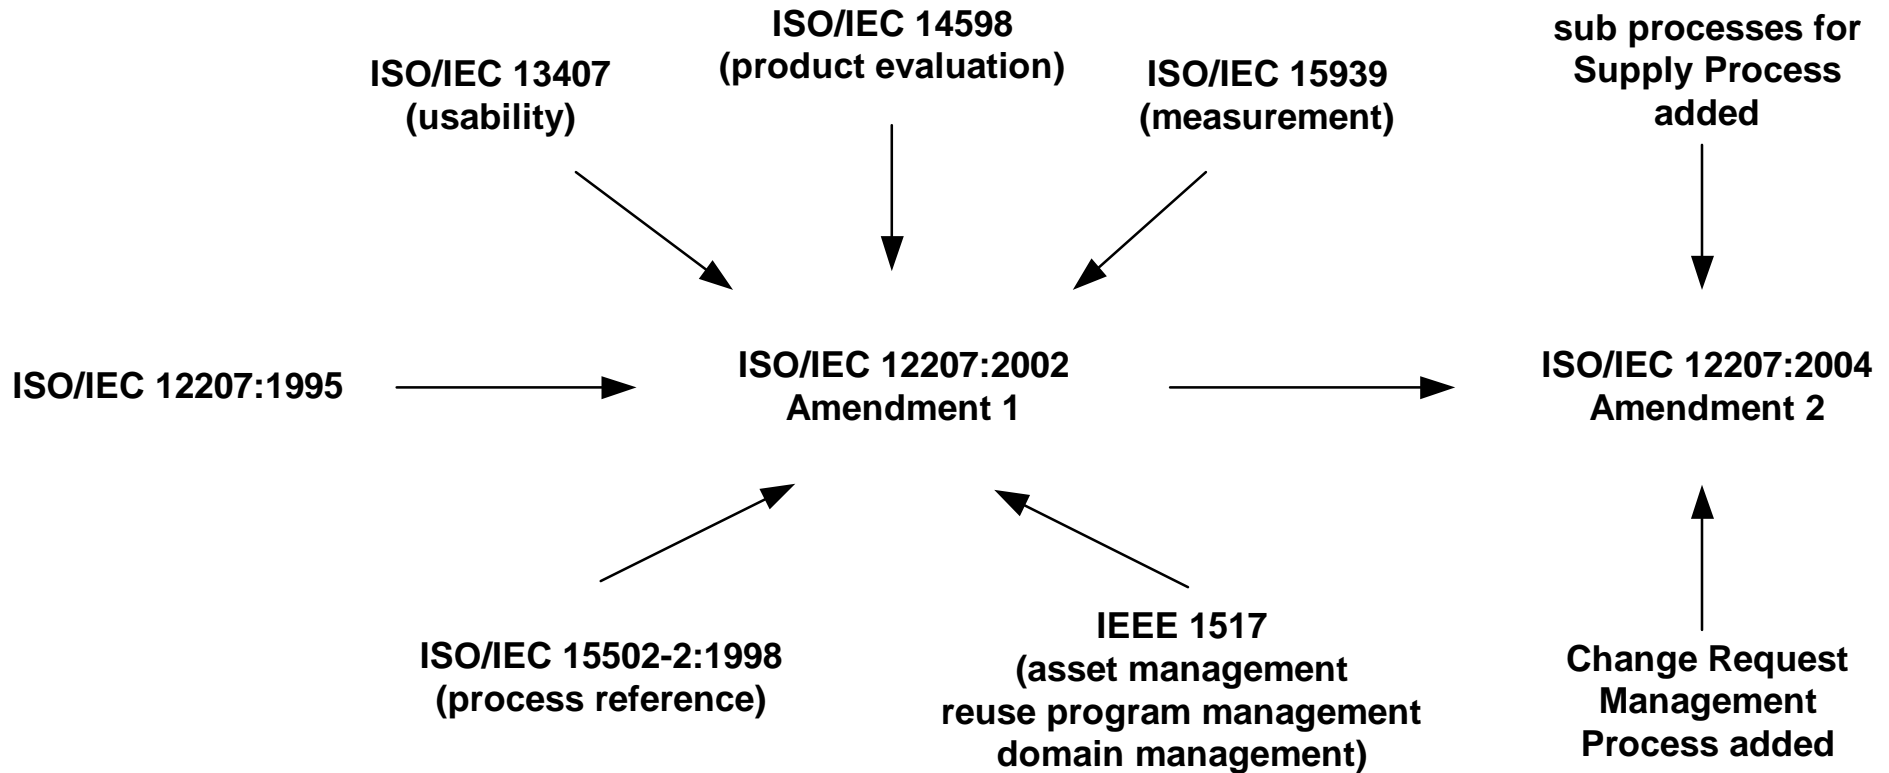 ISO/IEC 13407
(usability)
ISO/IEC 14598
(product evaluation)
ISO/IEC 15939
(measurement)
sub processes for
Supply Process
added
ISO/IEC 12207:1995
ISO/IEC 12207:2002
Amendment 1
ISO/IEC 12207:2004
Amendment 2
ISO/IEC 15502-2:1998
(process reference)
IEEE 1517
(asset management
reuse program management
domain management)
Change Request
Management
Process added